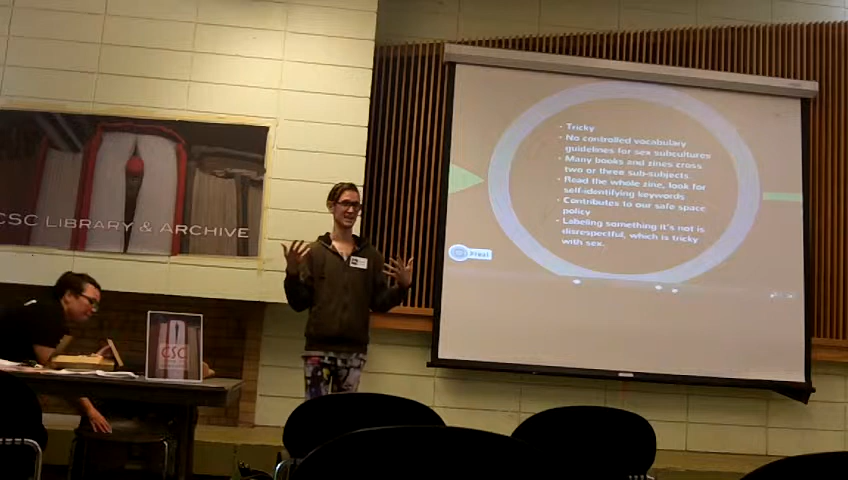 CSC LIBRARY & ARCHIVE
• Tricky
• No controlled vocabulary
guidelines for sex subcultures
• Many books and zines cross
two or three sub-subjects.
• Read the whole zine, look for
self-identifying keywords
• Contributes to our safe space
policy
• Labeling something it's not is
disrespectful, which is tricky
with sex.
Prezi
CSC